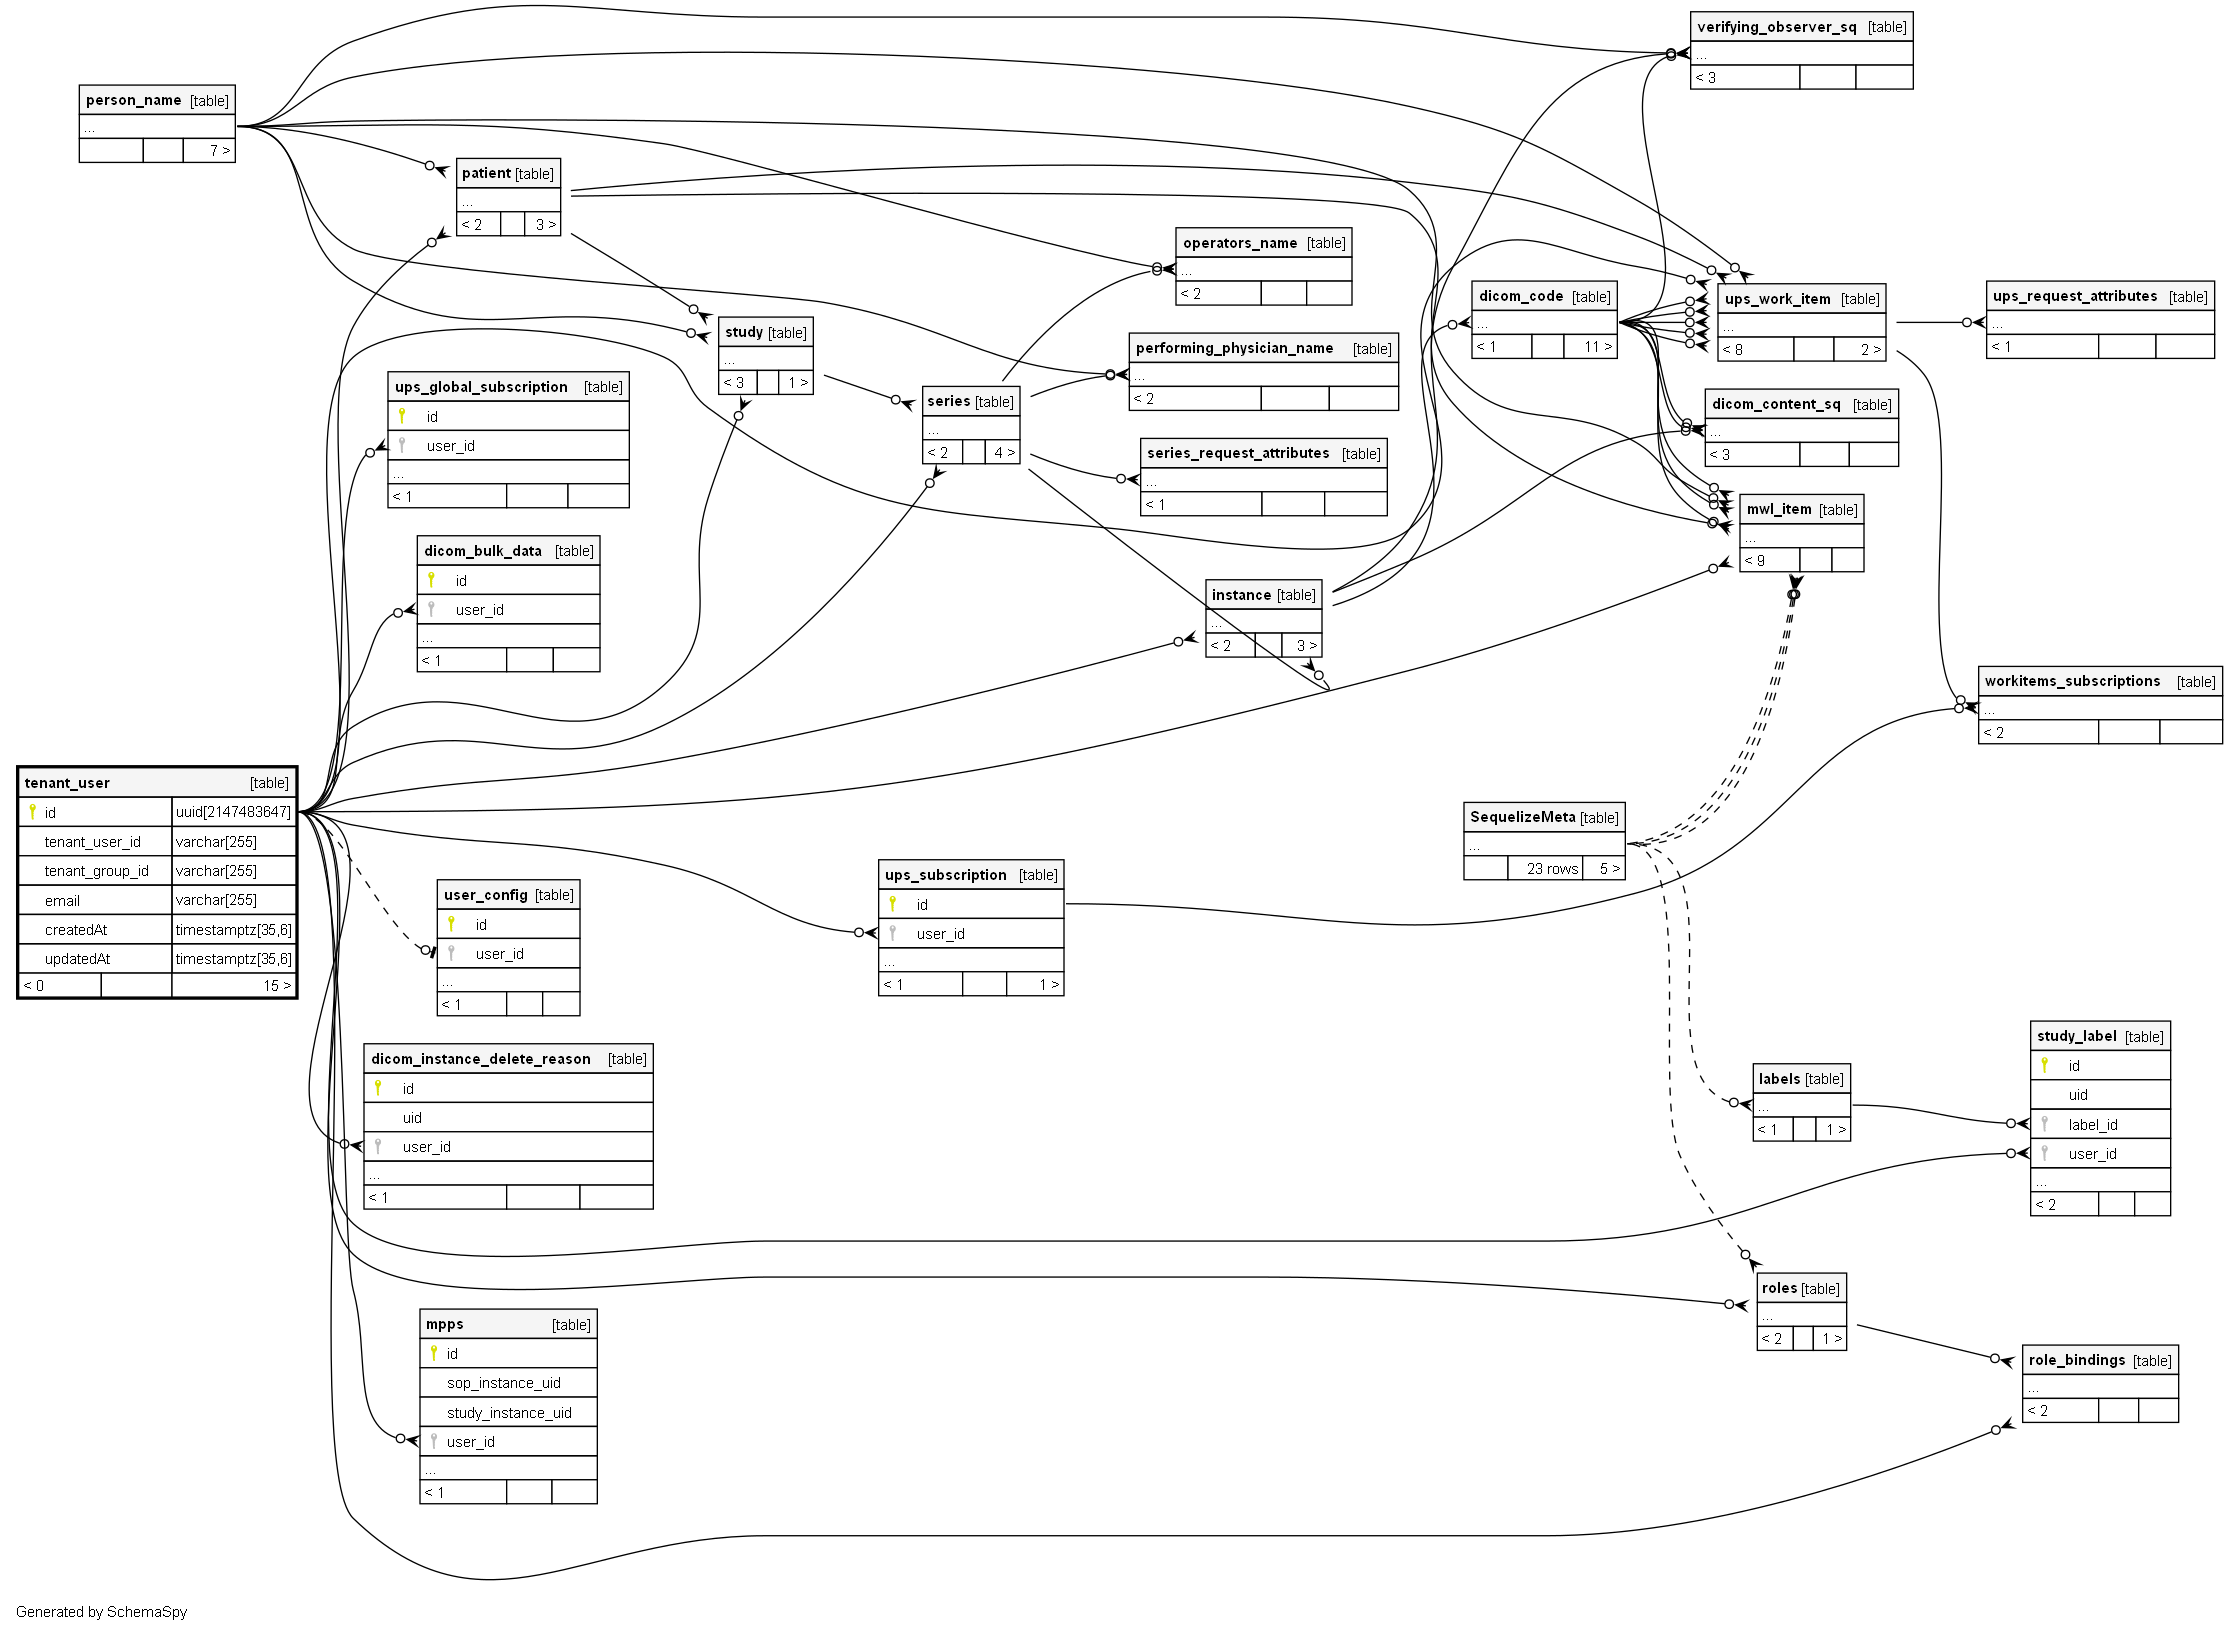 verifying_observer_sq [table]
...
< 3
person_name [table]
...
7 >
patient [table]
...
< 2 3 >
operators_name [table]
...
< 2
dicom_code [table]
...
< 1 11 >
ups_work_item [table]
...
< 8 2 >
ups_request_attributes [table]
...
< 1
study [table]
...
< 3 1 >
performing_physician_name [table]
...
< 2
ups_global_subscription [table]
id
user_id
...
< 1
series [table]
...
< 2 4 >
dicom_content_sq [table]
...
< 3
series_request_attributes [table]
...
< 1
mwl_item [table]
...
< 9
dicom_bulk_data [table]
id
user_id
...
< 1
instance [table]
...
< 2 3 >
workitems_subscriptions [table]
...
< 2
tenant_user [table]
id uuid[2147483647]
tenant_user_id varchar[255]
tenant_group_id varchar[255]
email varchar[255]
createdAt timestamptz[35,6]
updatedAt timestamptz[35,6]
< 0 15 >
SequelizeMeta [table]
...
23 rows 5 >
user_config [table]
id
user_id
...
< 1
ups_subscription [table]
id
user_id
...
< 1 1 >
dicom_instance_delete_reason [table]
id
uid
user_id
...
< 1
labels [table]
...
< 1 1 >
study_label [table]
id
uid
label_id
user_id
...
< 2
roles [table]
...
< 2 1 >
mpps [table]
id
sop_instance_uid
study_instance_uid
user_id
...
< 1
role_bindings [table]
...
< 2
Generated by SchemaSpy